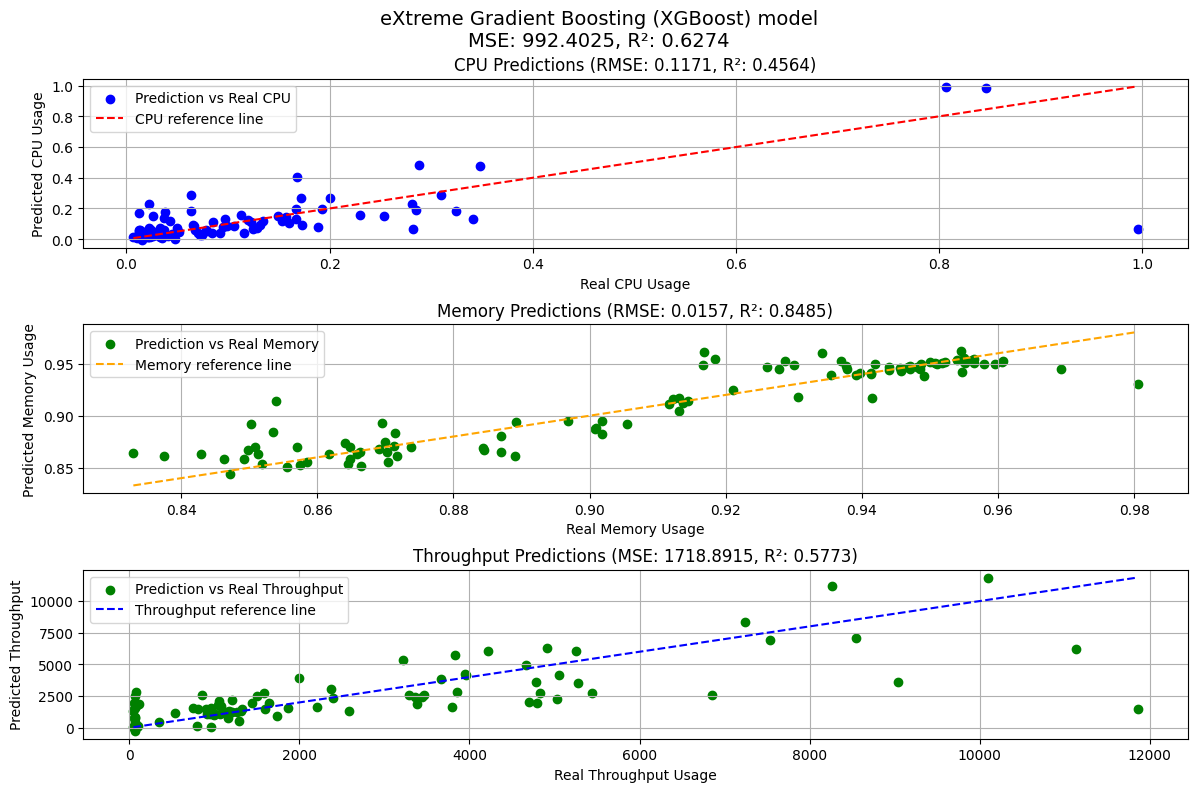 eXtreme Gradient Boosting (XGBoost) model
MSE: 992.4025, R²: 0.6274
CPU Predictions (RMSE: 0.1171, R²: 0.4564)
Predicted CPU Usage
1.0
0.8
0.6
0.4
0.2
0.0
Prediction vs Real CPU
CPU reference line
0.0 0.2 0.4 0.6 0.8 1.0
Real CPU Usage
Memory Predictions (RMSE: 0.0157, R²: 0.8485)
Predicted Memory Usage
0.95
0.90
0.85
Prediction vs Real Memory
Memory reference line
0.84 0.86 0.88 0.90 0.92 0.94 0.96 0.98
Real Memory Usage
Throughput Predictions (MSE: 1718.8915, R²: 0.5773)
Predicted Throughput
10000
7500
5000
2500
0
Prediction vs Real Throughput
Throughput reference line
0 2000 4000 6000 8000 10000 12000
Real Throughput Usage